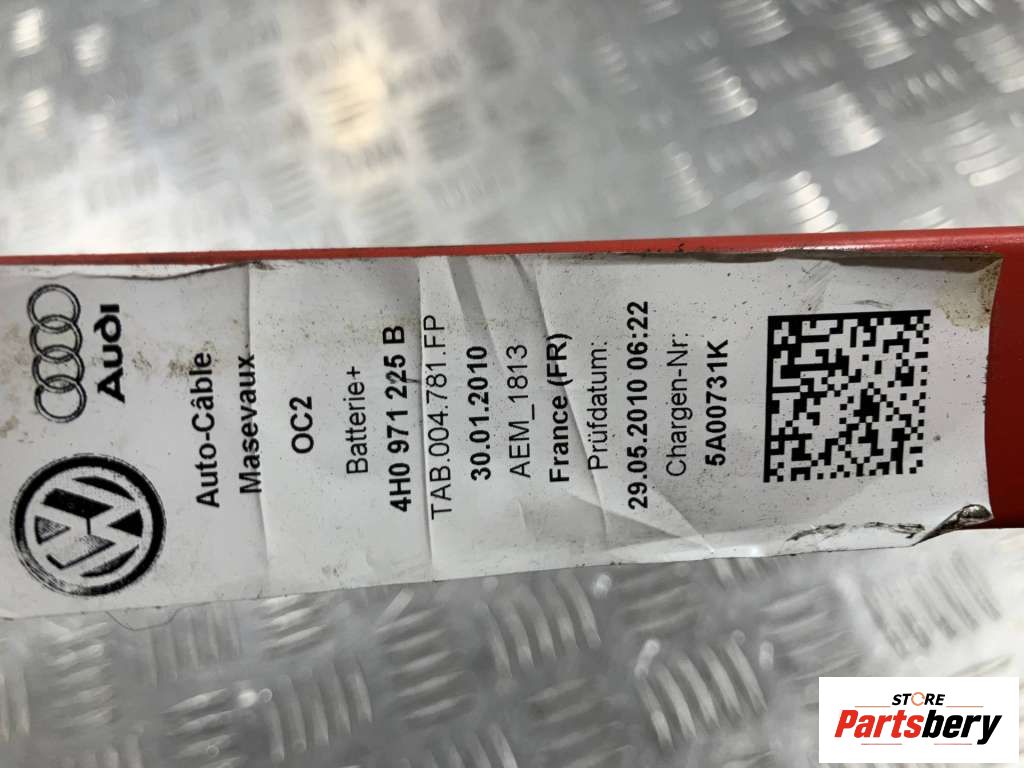 Audi
Auto-Câble
Masevaux
OC2
Batterie+
4H0 971 225 B
TAB.004.781.FP
30.01.2010
AEM_1813
France (FR)
Prüfdatum:
29.05.2010 06:22
Chargen-Nr:
5A00731K
STORE
Partsbery